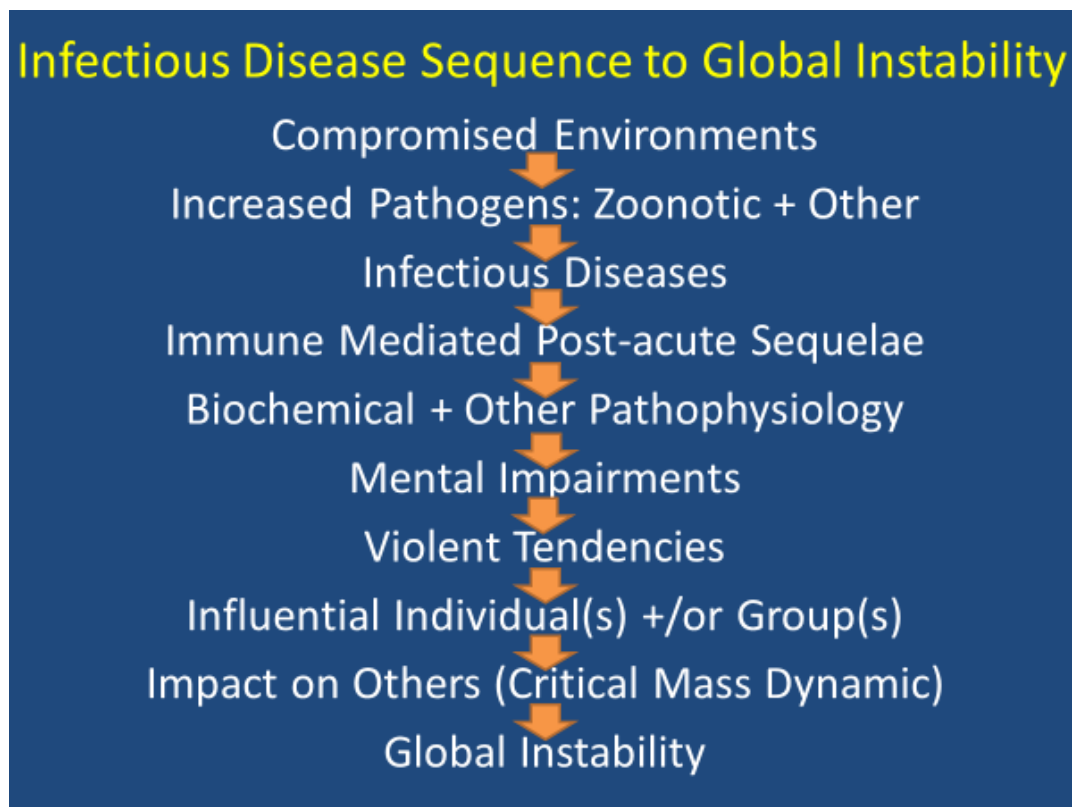 Infectious Disease Sequence to Global Instability
Compromised Environments
Increased Pathogens: Zoonotic + Other
Infectious Diseases
Immune Mediated Post-acute Sequelae
Biochemical + Other Pathophysiology
Mental Impairments
Violent Tendencies
Influential Individual(s) +/or Group(s)
Impact on Others (Critical Mass Dynamic)
Global Instability